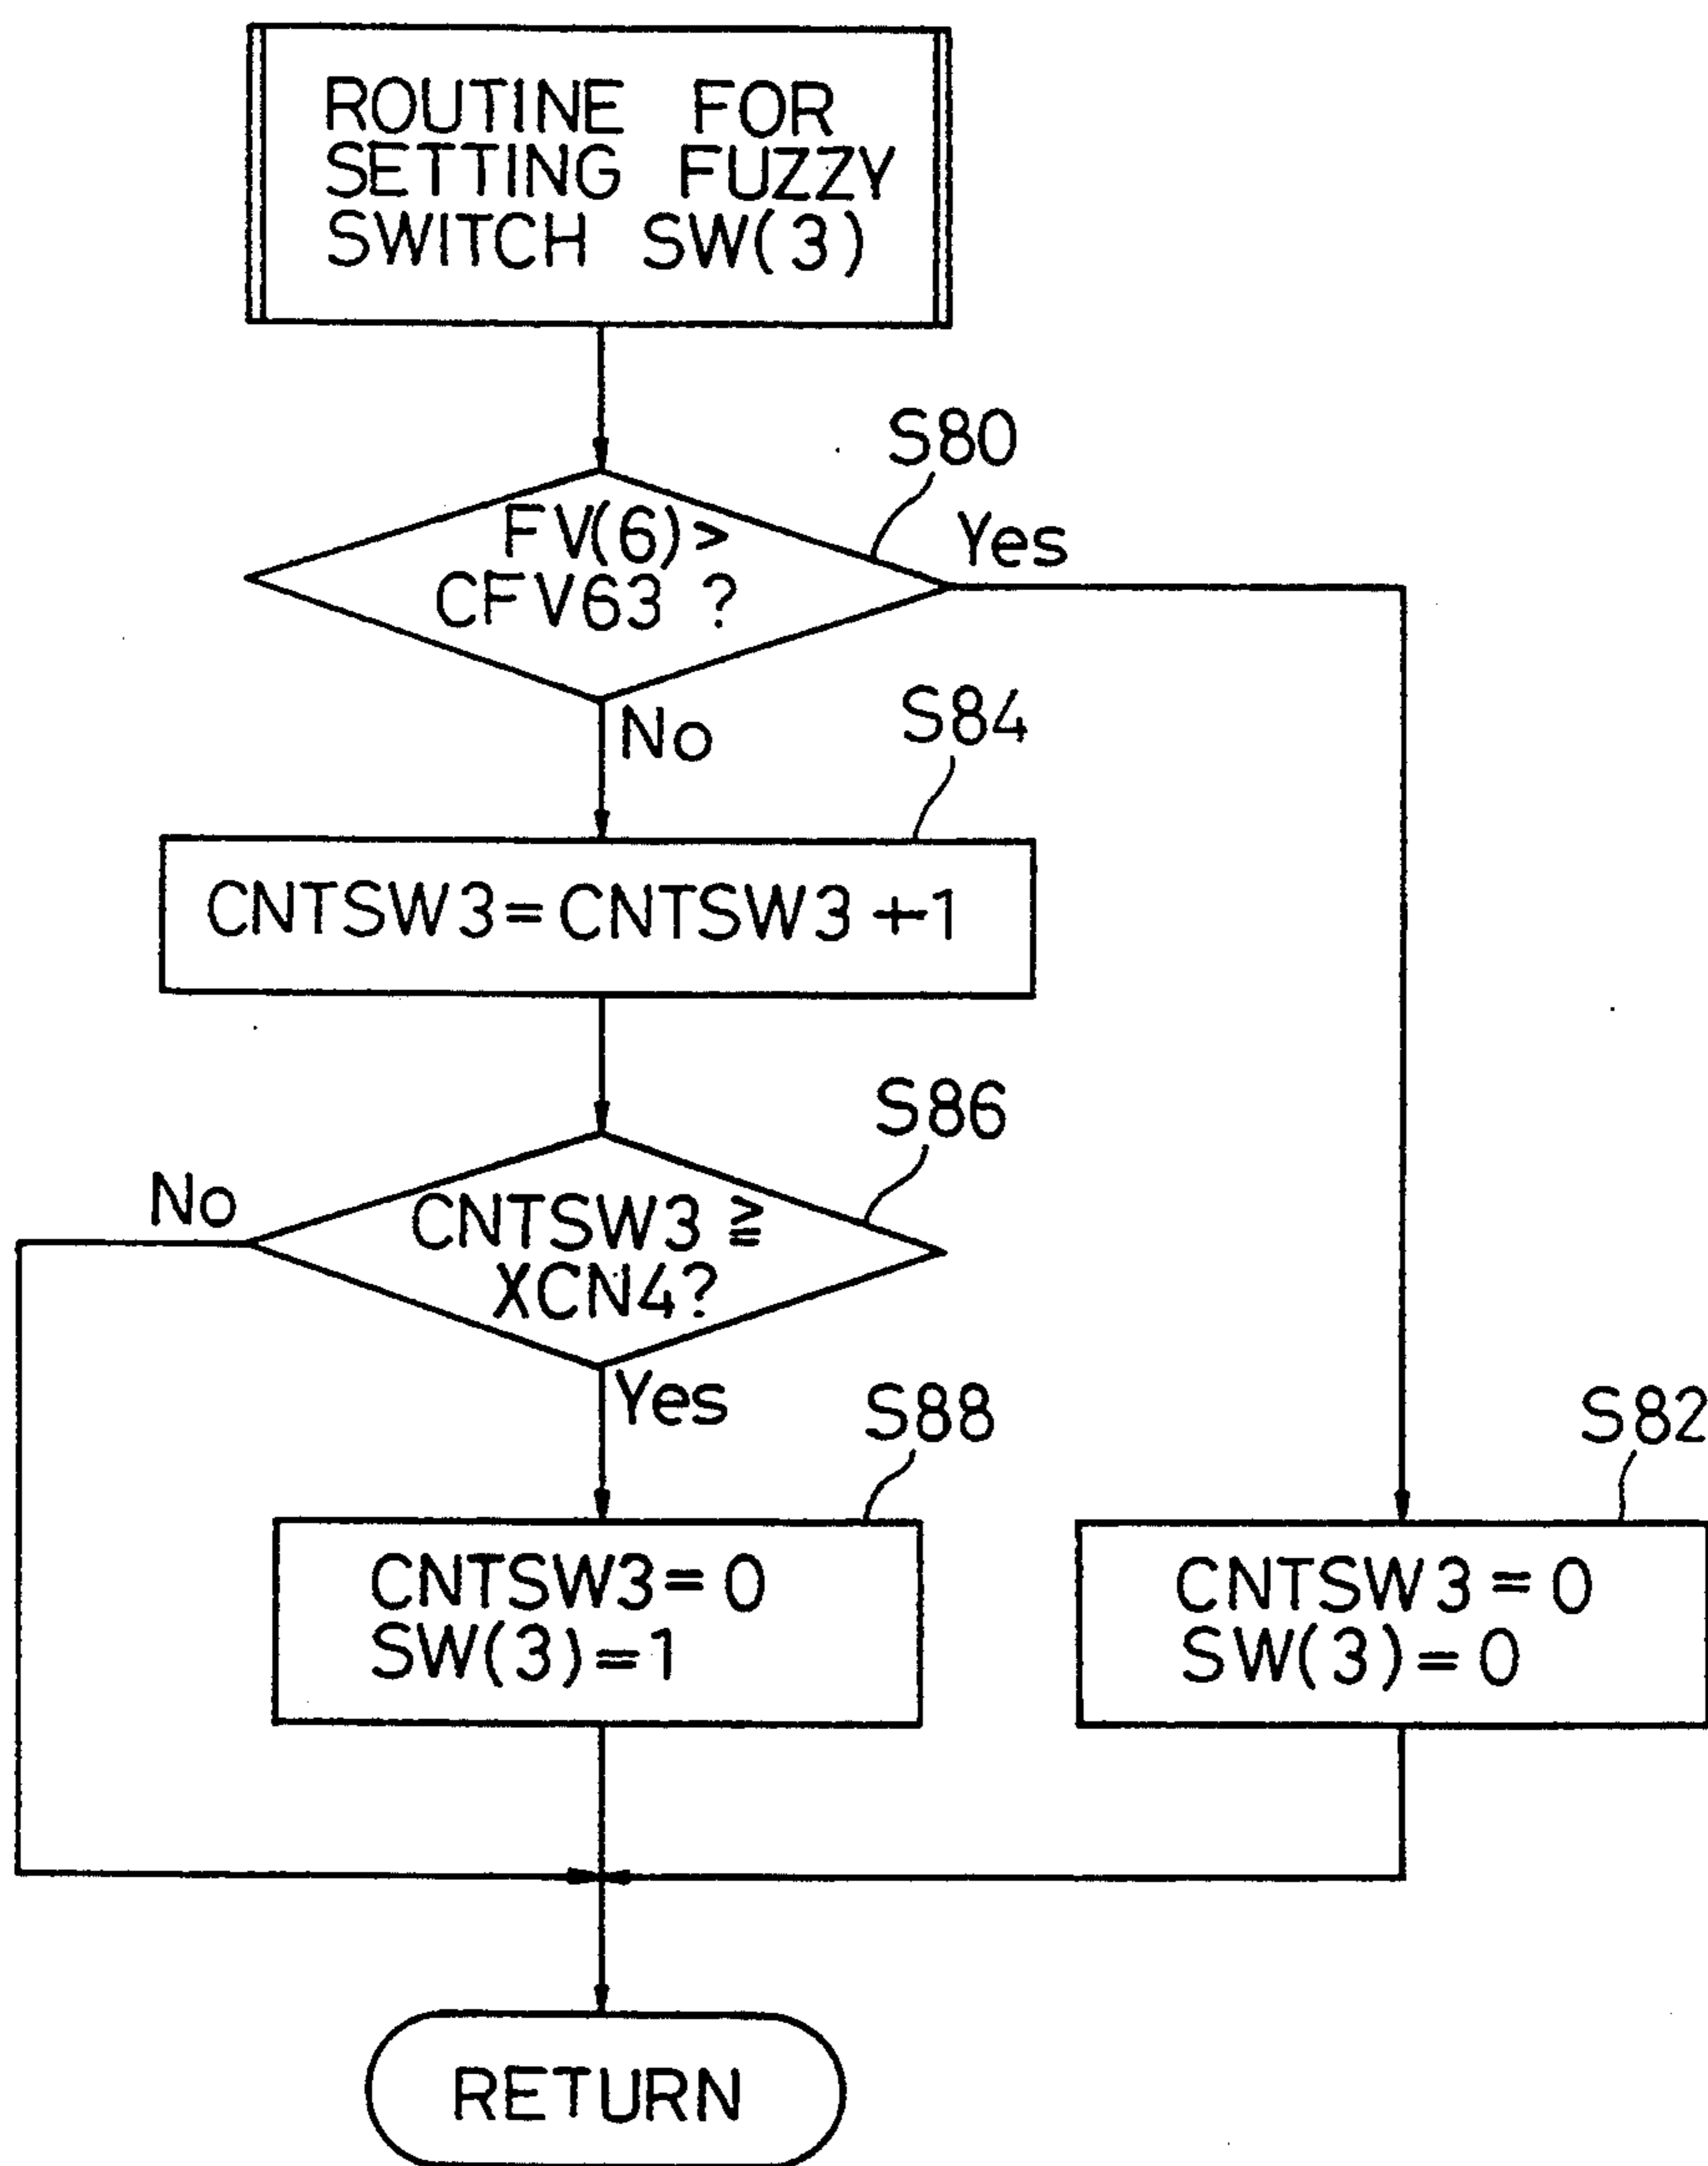 ROUTINE FOR
SETTING FUZZY
SWITCH SW(3)
S80
FV(6)>
CFV63 ?
Yes
No
S84
CNTSW3=CNTSW3+1
S86
No
CNTSW3≧
XCN4?
Yes
S88
S82
CNTSW3=0
SW(3)=1
CNTSW3=0
SW(3)=0
RETURN